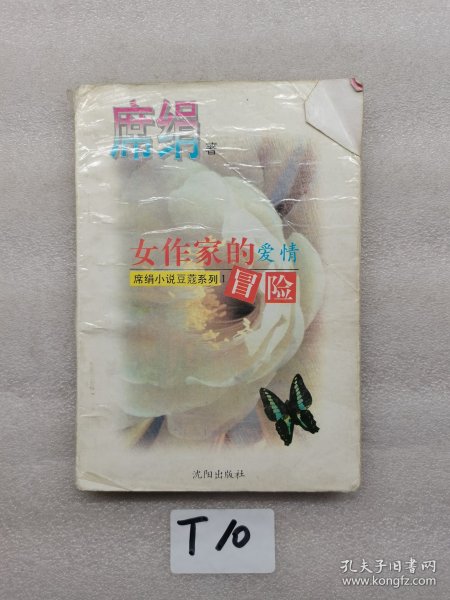 席绢
著
女作家的爱情
席绢小说豆蔻系列1
冒险
沈阳出版社
T10
孔夫子旧书网
www.kongfz.com